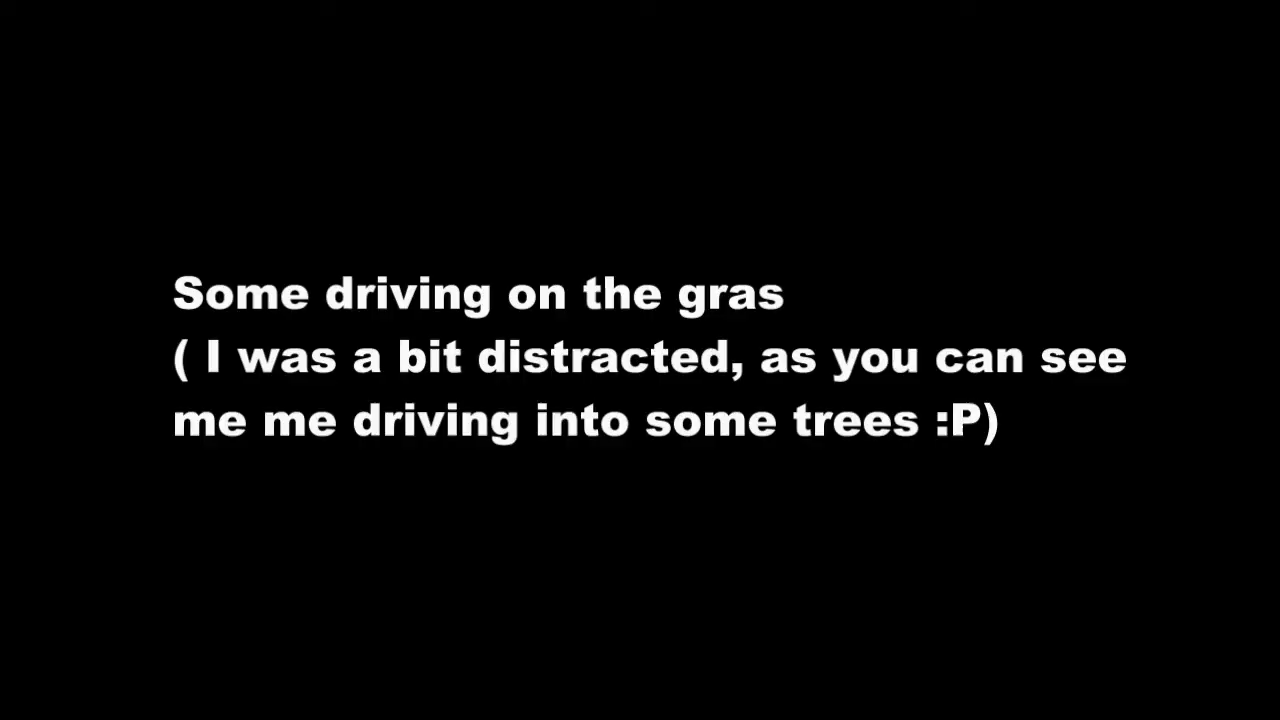 Some driving on the gras
( I was a bit distracted, as you can see
me me driving into some trees :P)